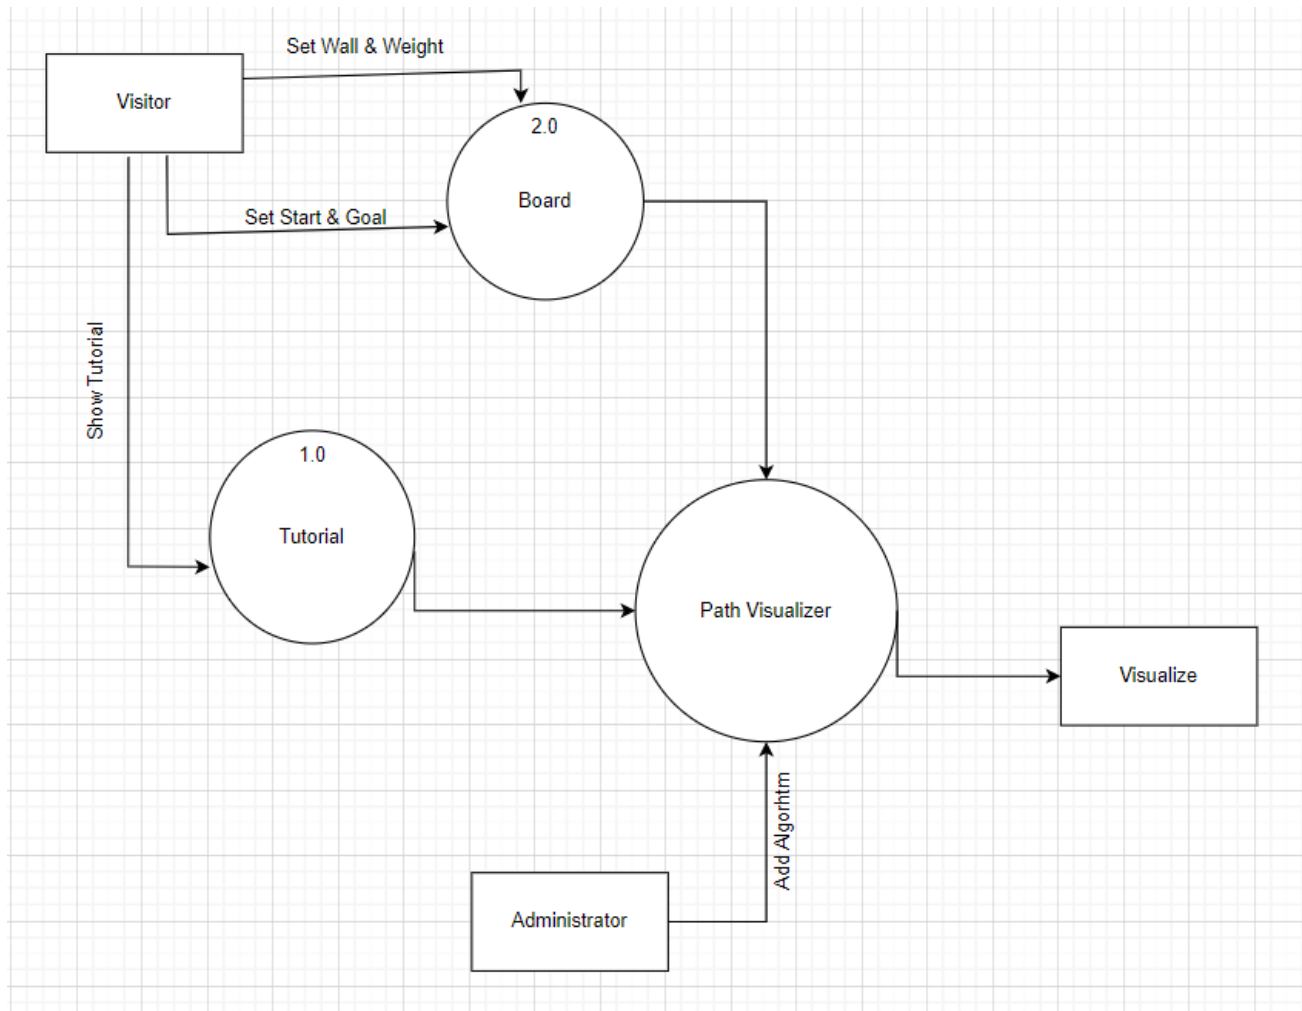 Set Wall & Weight
Visitor
2.0
Board
Set Start & Goal
Show Tutorial
1.0
Tutorial
Path Visualizer
Visualize
Add Algorhtm
Administrator